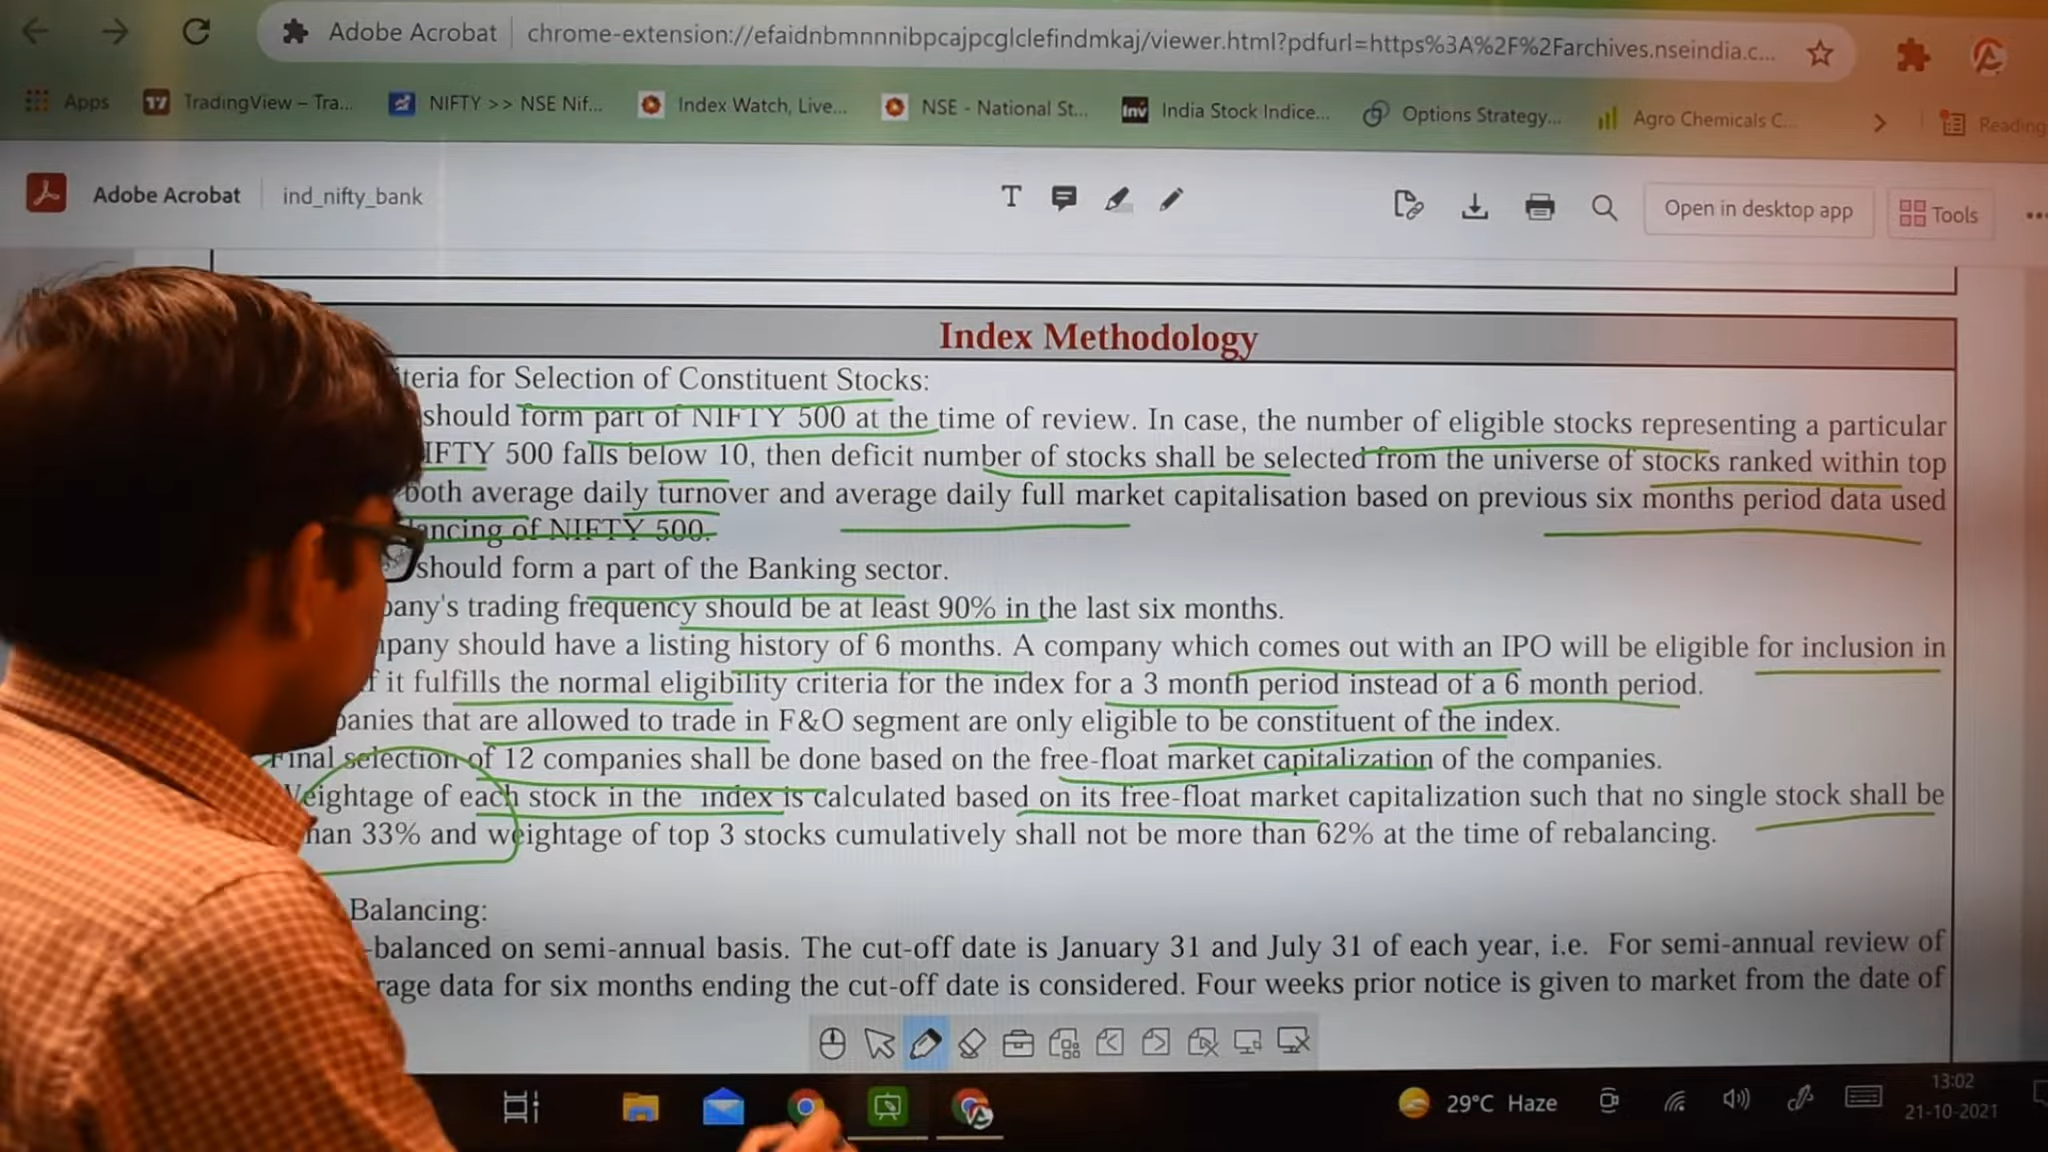 Adobe Acrobat chrome-extension://efaidnbmnnnibpcajpcglclefindmkaj/viewer.html?pdfurl=https%3A%2F%2Farchives.nseindia.c...
Apps TradingView – Tra... NIFTY >> NSE Nif... Index Watch, Live... NSE - National St... Inv India Stock Indice... Options Strategy... Agro Chemicals C... Reading
Adobe Acrobat ind_nifty_bank T Open in desktop app Tools
Index Methodology
iteria for Selection of Constituent Stocks:
should form part of NIFTY 500 at the time of review. In case, the number of eligible stocks representing a particular
IFTY 500 falls below 10, then deficit number of stocks shall be selected from the universe of stocks ranked within top
both average daily turnover and average daily full market capitalisation based on previous six months period data used
lancing of NIFTY 500.
should form a part of the Banking sector.
pany's trading frequency should be at least 90% in the last six months.
mpany should have a listing history of 6 months. A company which comes out with an IPO will be eligible for inclusion in
f it fulfills the normal eligibility criteria for the index for a 3 month period instead of a 6 month period.
panies that are allowed to trade in F&O segment are only eligible to be constituent of the index.
Final selection of 12 companies shall be done based on the free-float market capitalization of the companies.
Weightage of each stock in the index is calculated based on its free-float market capitalization such that no single stock shall be
han 33% and weightage of top 3 stocks cumulatively shall not be more than 62% at the time of rebalancing.
Balancing:
-balanced on semi-annual basis. The cut-off date is January 31 and July 31 of each year, i.e. For semi-annual review of
rage data for six months ending the cut-off date is considered. Four weeks prior notice is given to market from the date of
29°C Haze
13:02
21-10-2021